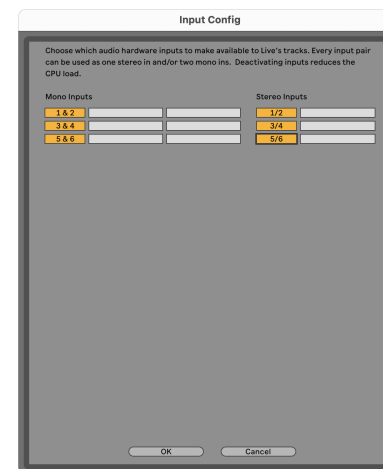 Input Config
Choose which audio hardware inputs to make available to Live's tracks. Every input pair
can be used as one stereo in and/or two mono ins.  Deactivating inputs reduces the
CPU load.
Mono Inputs Stereo Inputs
1 & 2 1/2
3 & 4 3/4
5 & 6 5/6
OK Cancel